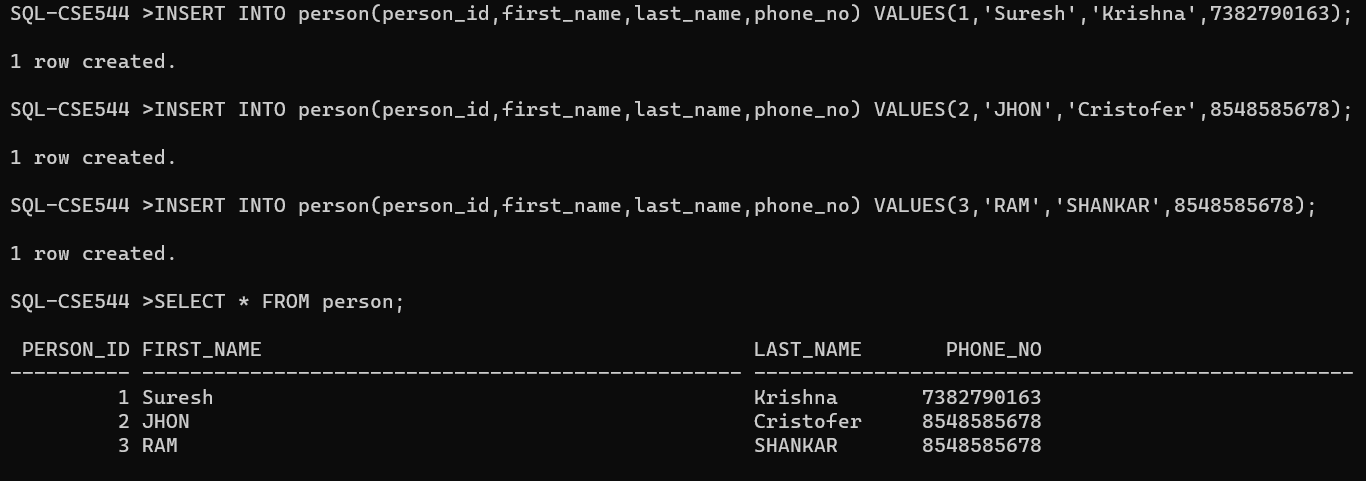 SQL-CSE544 >INSERT INTO person(person_id,first_name,last_name,phone_no) VALUES(1,'Suresh','Krishna',7382790163);
1 row created.
SQL-CSE544 >INSERT INTO person(person_id,first_name,last_name,phone_no) VALUES(2,'JHON','Cristofer',8548585678);
1 row created.
SQL-CSE544 >INSERT INTO person(person_id,first_name,last_name,phone_no) VALUES(3,'RAM','SHANKAR',8548585678);
1 row created.
SQL-CSE544 >SELECT * FROM person;
 PERSON_ID FIRST_NAME                                         LAST_NAME       PHONE_NO
---------- -------------------------------------------------- --------------------------------------------------
         1 Suresh                                             Krishna       7382790163
         2 JHON                                               Cristofer     8548585678
         3 RAM                                                SHANKAR       8548585678